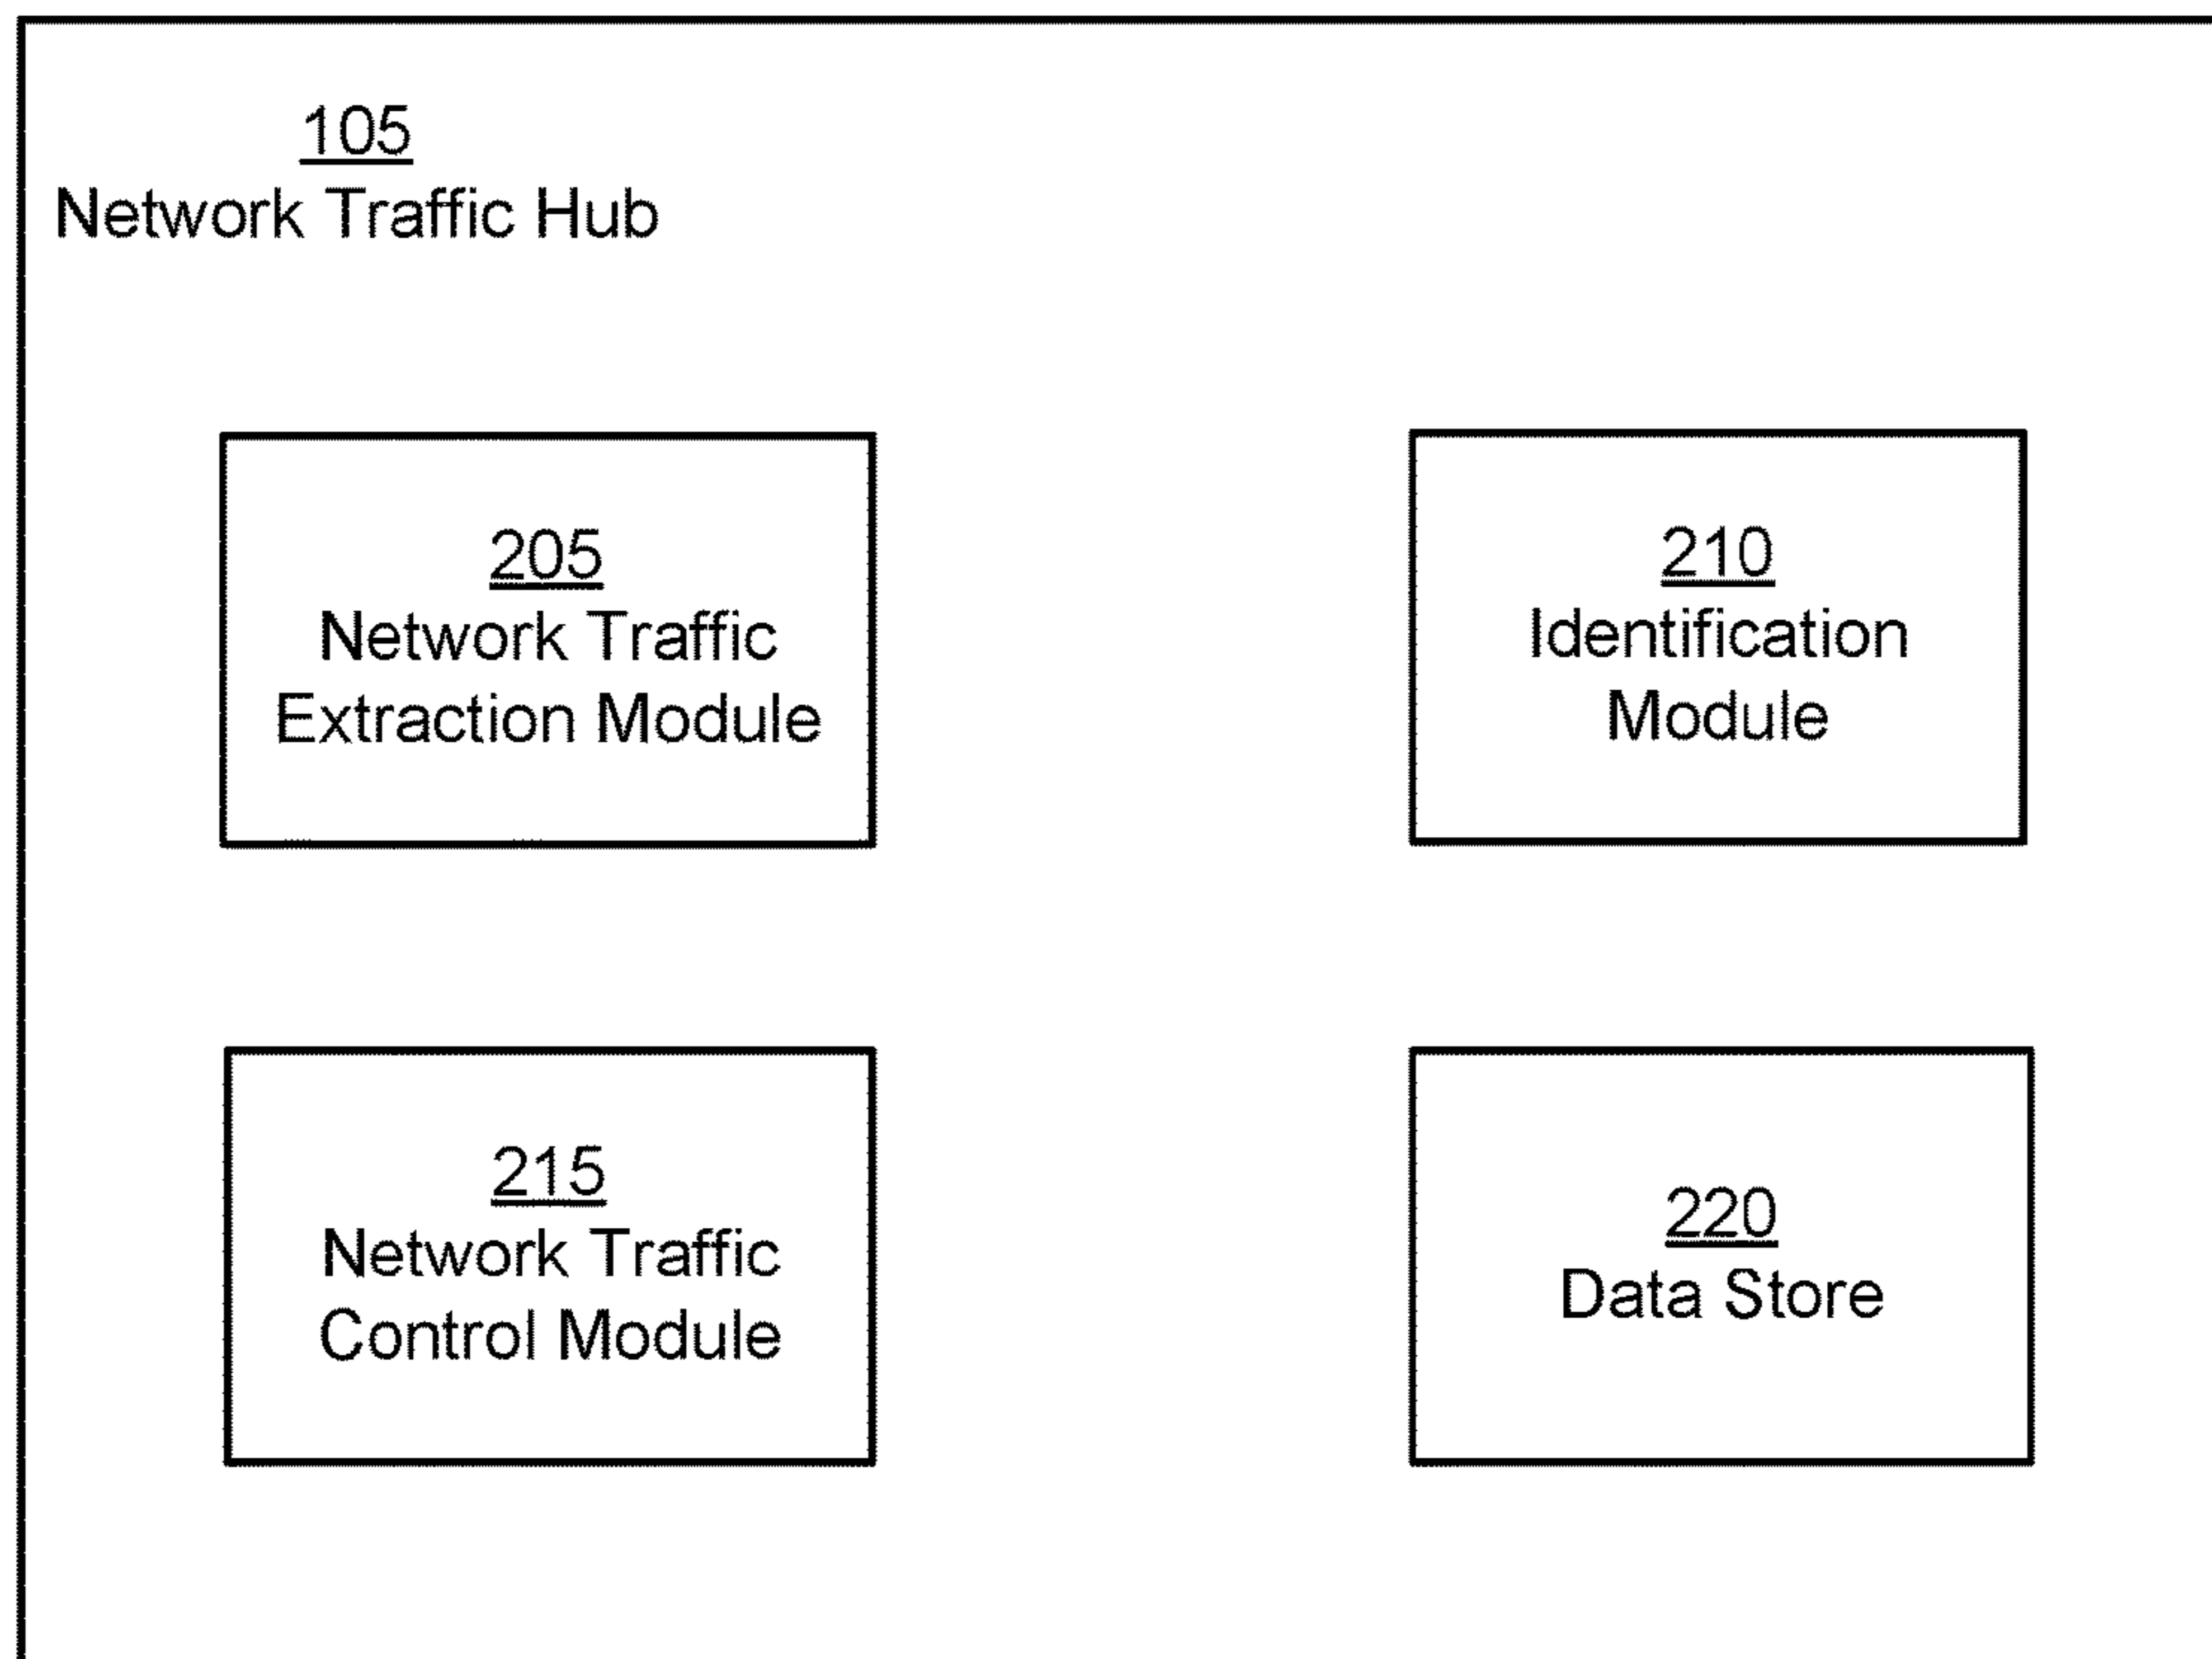 105
Network Traffic Hub
205
Network Traffic
Extraction Module
210
Identification
Module
215
Network Traffic
Control Module
220
Data Store